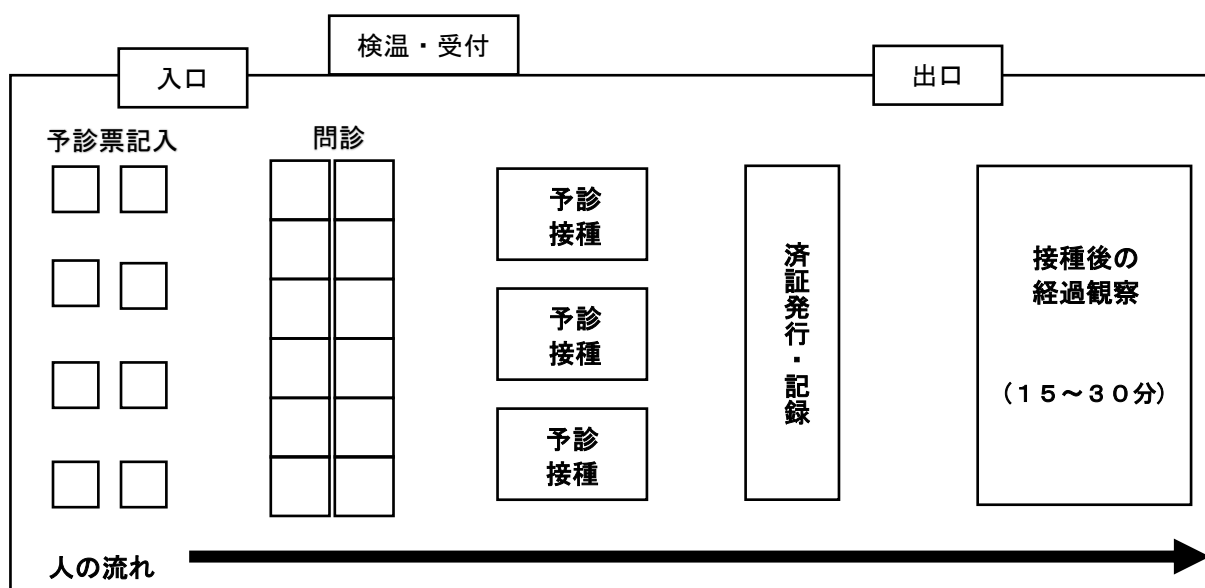 検温・受付
入口
出口
予診票記入
問診
予診
接種
予診
接種
予診
接種
済証発行・記録
接種後の
経過観察
（１５～３０分）
人の流れ